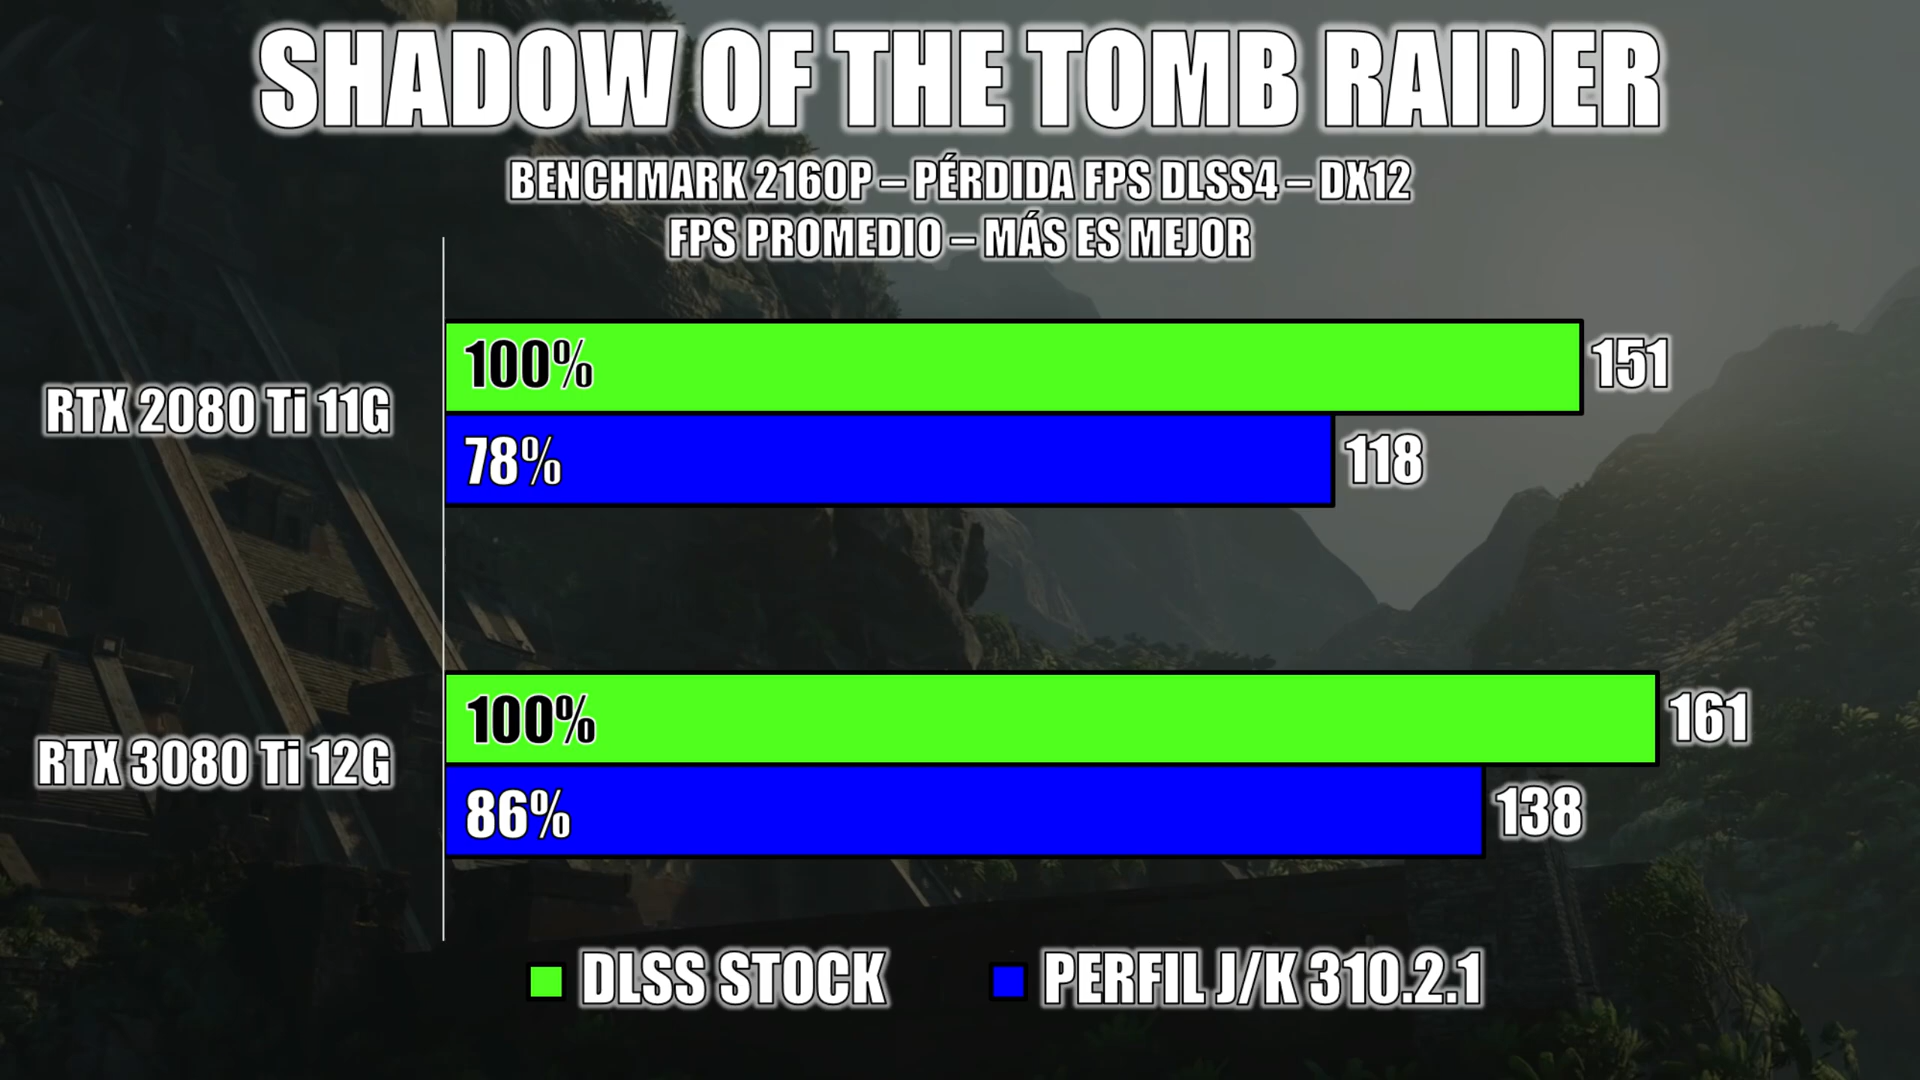 SHADOW OF THE TOMB RAIDER
BENCHMARK 2160P – PÉRDIDA FPS DLSS4 – DX12
FPS PROMEDIO – MÁS ES MEJOR
RTX 2080 Ti 11G
100%
151
78%
118
RTX 3080 Ti 12G
100%
161
86%
138
DLSS STOCK
PERFIL J/K 310.2.1